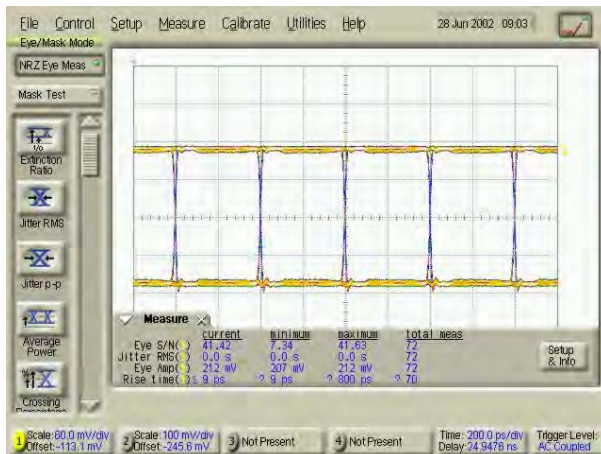 File Control Setup Measure Calibrate Utilities Help 28 Jun 2002 09:03
Eye/Mask Mode
NRZ Eye Meas
Mask Test
Extinction
Ratio
Jitter RMS
Jitter p-p
Average
Power
Crossing
Measure
current minimum maximum total meas
Eye S/N( ) 41.42 7.34 41.63 72
Jitter RMS( ) 0.0 s 0.0 s 0.0 s 72
Eye Amp( ) 212 mV 207 mV 212 mV 72
Rise time( ) 9 ps ? 9 ps ? 800 ps ? 70
Setup
& Info
1 Scale:60.0 mV/div
Offset:-113.1 mV
2 Scale:100 mV/div
Offset:-245.6 mV
3 Not Present
4 Not Present
Time: 200.0 ps/div
Delay:24.9476 ns
Trigger Level:
AC Coupled